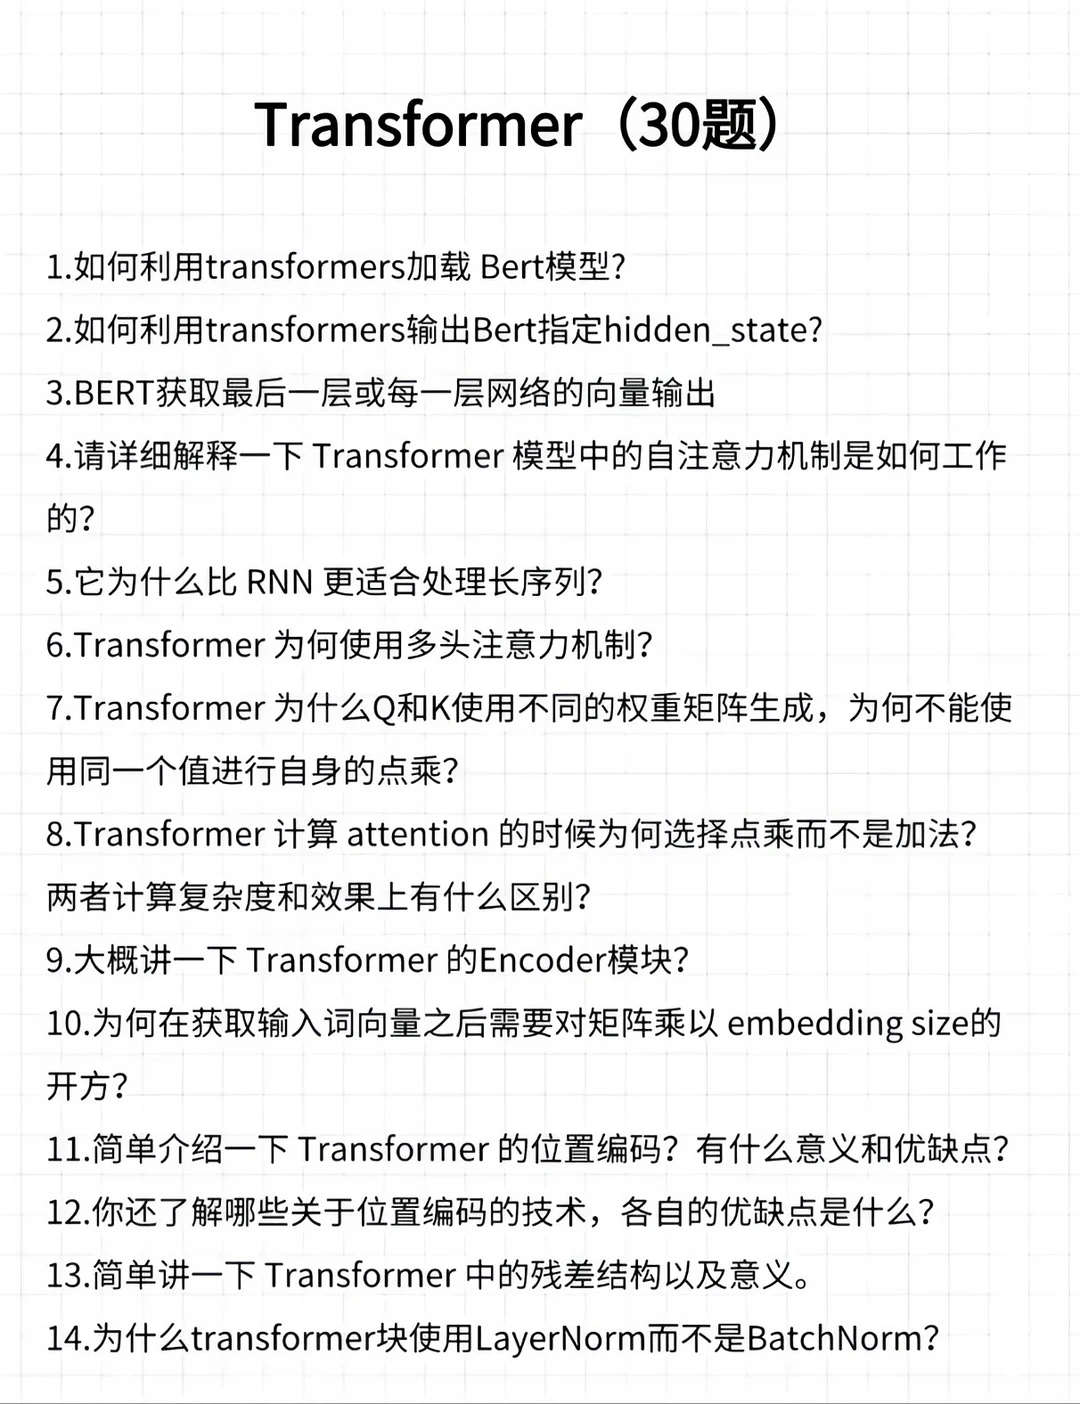 Transformer（30题）
1.如何利用transformers加载 Bert模型?
2.如何利用transformers输出Bert指定hidden_state?
3.BERT获取最后一层或每一层网络的向量输出
4.请详细解释一下 Transformer 模型中的自注意力机制是如何工作
的？
5.它为什么比 RNN 更适合处理长序列？
6.Transformer 为何使用多头注意力机制？
7.Transformer 为什么Q和K使用不同的权重矩阵生成，为何不能使
用同一个值进行自身的点乘？
8.Transformer 计算 attention 的时候为何选择点乘而不是加法？
两者计算复杂度和效果上有什么区别？
9.大概讲一下 Transformer 的Encoder模块？
10.为何在获取输入词向量之后需要对矩阵乘以 embedding size的
开方？
11.简单介绍一下 Transformer 的位置编码？有什么意义和优缺点？
12.你还了解哪些关于位置编码的技术，各自的优缺点是什么？
13.简单讲一下 Transformer 中的残差结构以及意义。
14.为什么transformer块使用LayerNorm而不是BatchNorm？